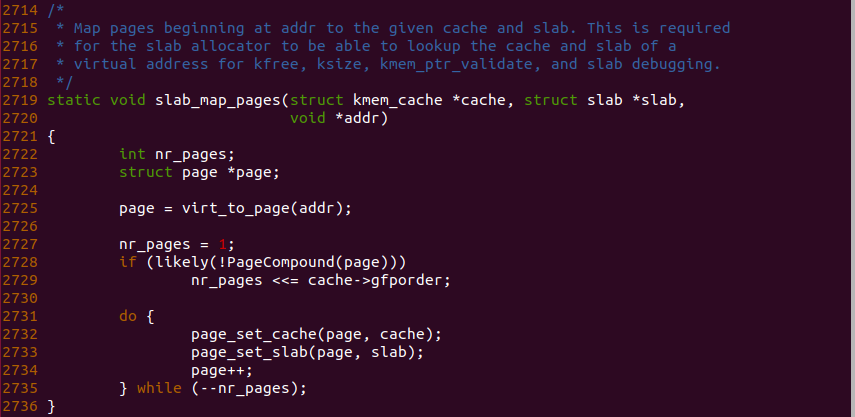 2714 /*
2715  * Map pages beginning at addr to the given cache and slab. This is required
2716  * for the slab allocator to be able to lookup the cache and slab of a
2717  * virtual address for kfree, ksize, kmem_ptr_validate, and slab debugging.
2718  */
2719 static void slab_map_pages(struct kmem_cache *cache, struct slab *slab,
2720                            void *addr)
2721 {
2722         int nr_pages;
2723         struct page *page;
2724
2725         page = virt_to_page(addr);
2726
2727         nr_pages = 1;
2728         if (likely(!PageCompound(page)))
2729                 nr_pages <<= cache->gfporder;
2730
2731         do {
2732                 page_set_cache(page, cache);
2733                 page_set_slab(page, slab);
2734                 page++;
2735         } while (--nr_pages);
2736 }